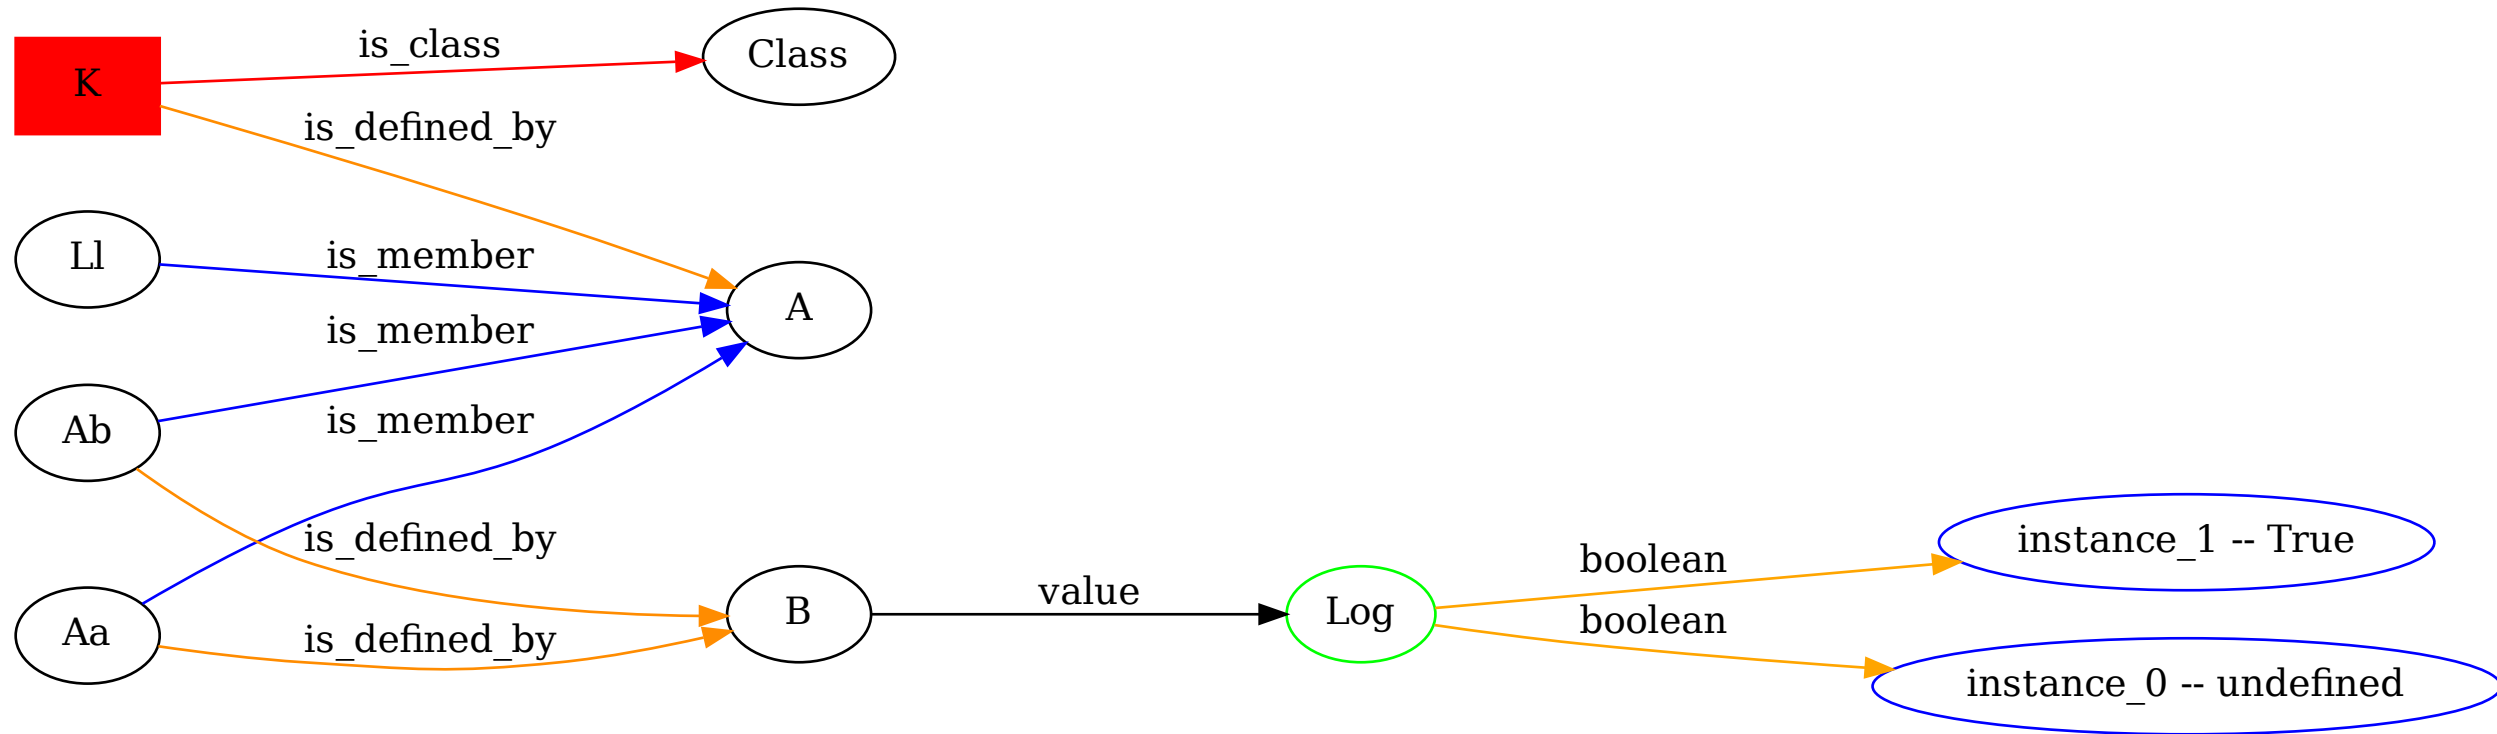 K
is_class
Class
is_defined_by
Ll
is_member
A
is_member
Ab
is_member
is_defined_by
Aa
is_defined_by
B
value
Log
boolean
instance_1 -- True
boolean
instance_0 -- undefined